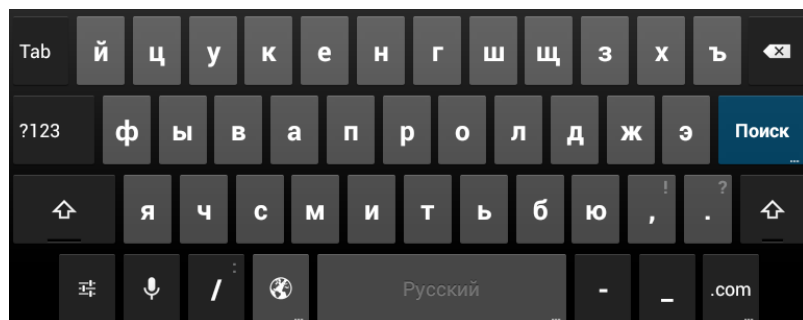 Tab й ц у к е н г ш щ з х ъ
?123 ф ы в а п р о л д ж э Поиск
я ч с м и т ь б ю , ! . ?
/ : Русский - _ .com